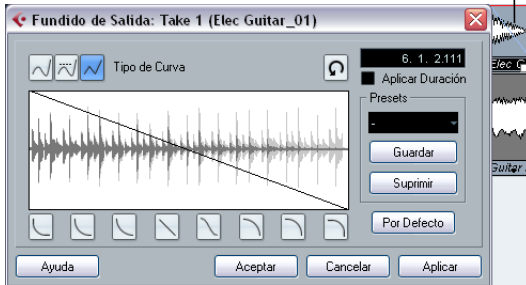 Fundido de Salida: Take 1 (Elec Guitar_01)
Tipo de Curva
6. 1. 2.111
Aplicar Duración
Presets
-
Guardar
Suprimir
Por Defecto
Ayuda
Aceptar
Cancelar
Aplicar
Elec G
Guitar